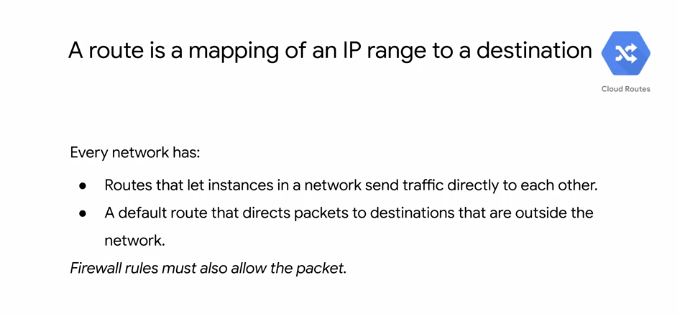 A route is a mapping of an IP range to a destination
Cloud Routes
Every network has:
● Routes that let instances in a network send traffic directly to each other.
● A default route that directs packets to destinations that are outside the
network.
Firewall rules must also allow the packet.